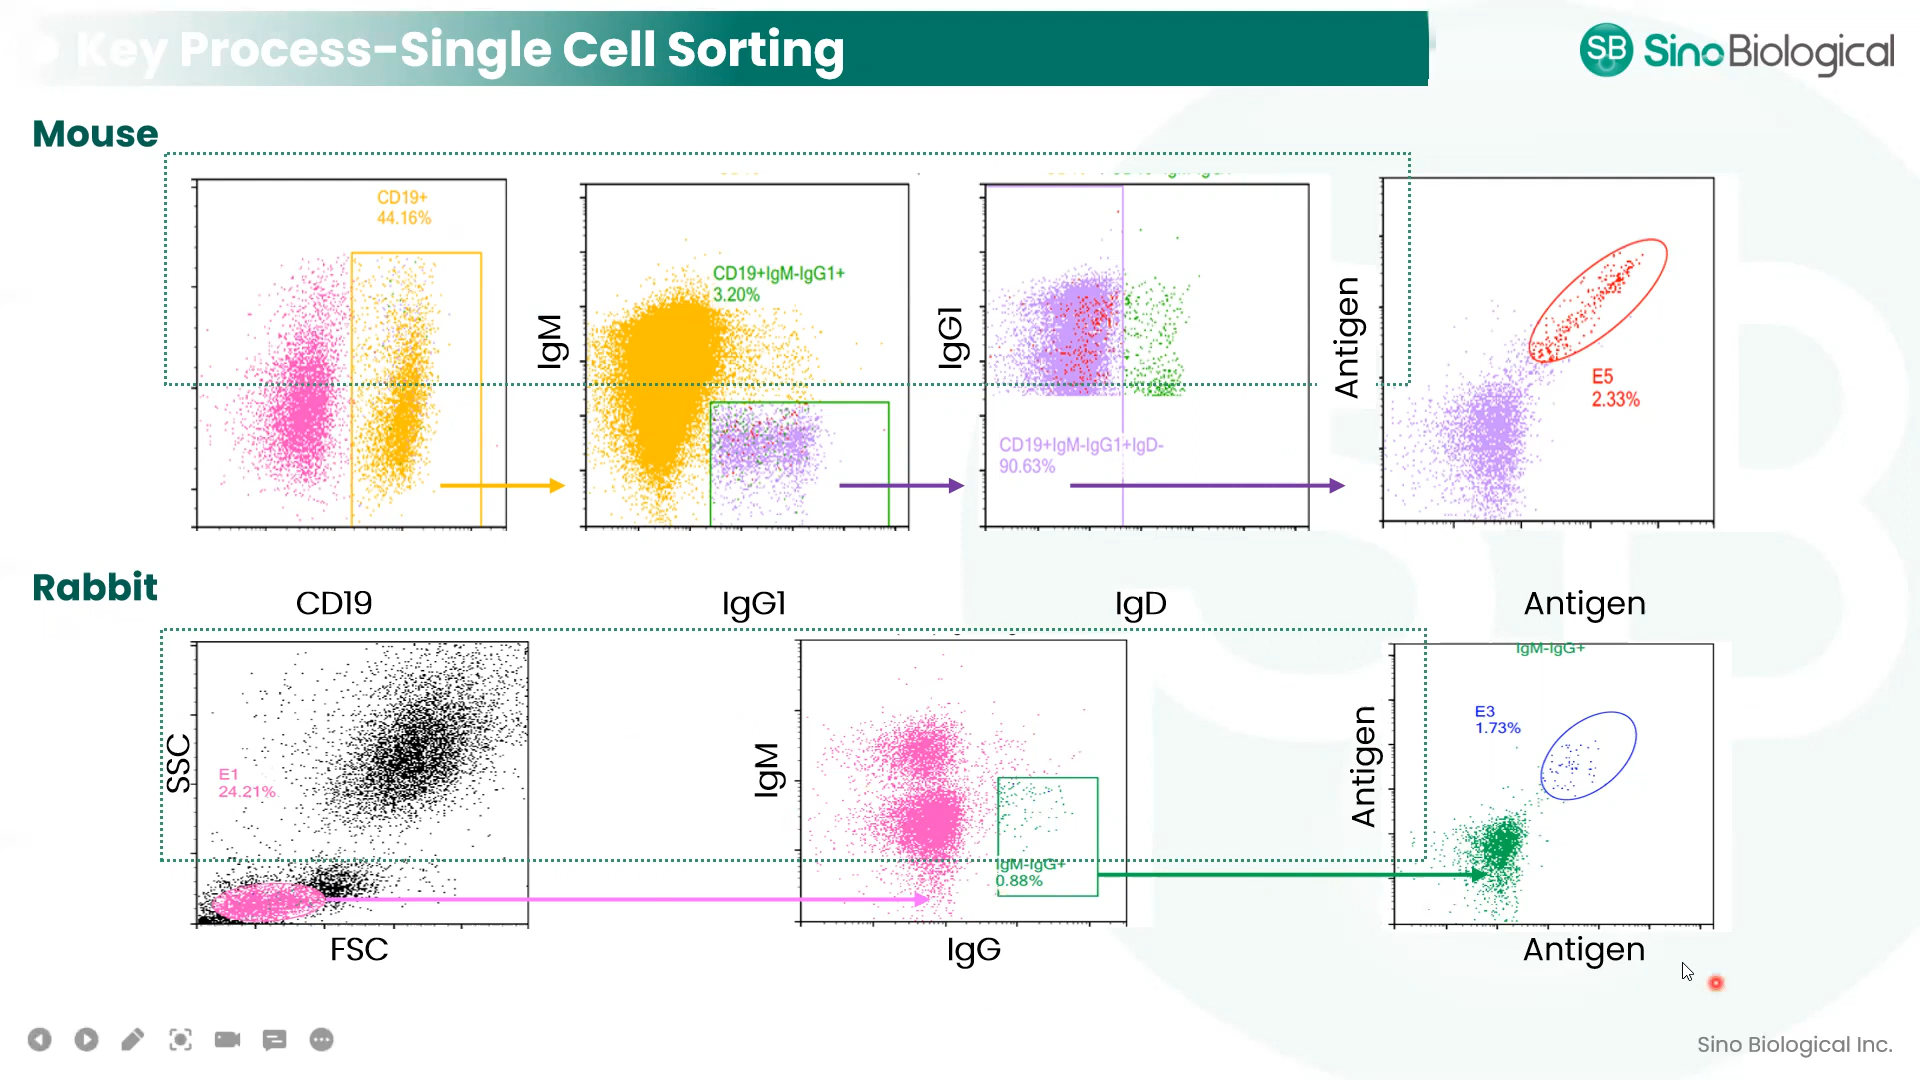 Key Process-Single Cell Sorting
SB SinoBiological
Mouse
CD19+
44.16%
IgM
CD19+IgM-IgG1+
3.20%
IgG1
CD19+IgM-IgG1+IgD-
90.63%
Antigen
E5
2.33%
Rabbit
CD19
IgG1
IgD
Antigen
SSC
E1
24.21%
FSC
IgM
IgM-IgG+
0.88%
IgG
Antigen
IgM-IgG+
E3
1.73%
Antigen
Sino Biological Inc.